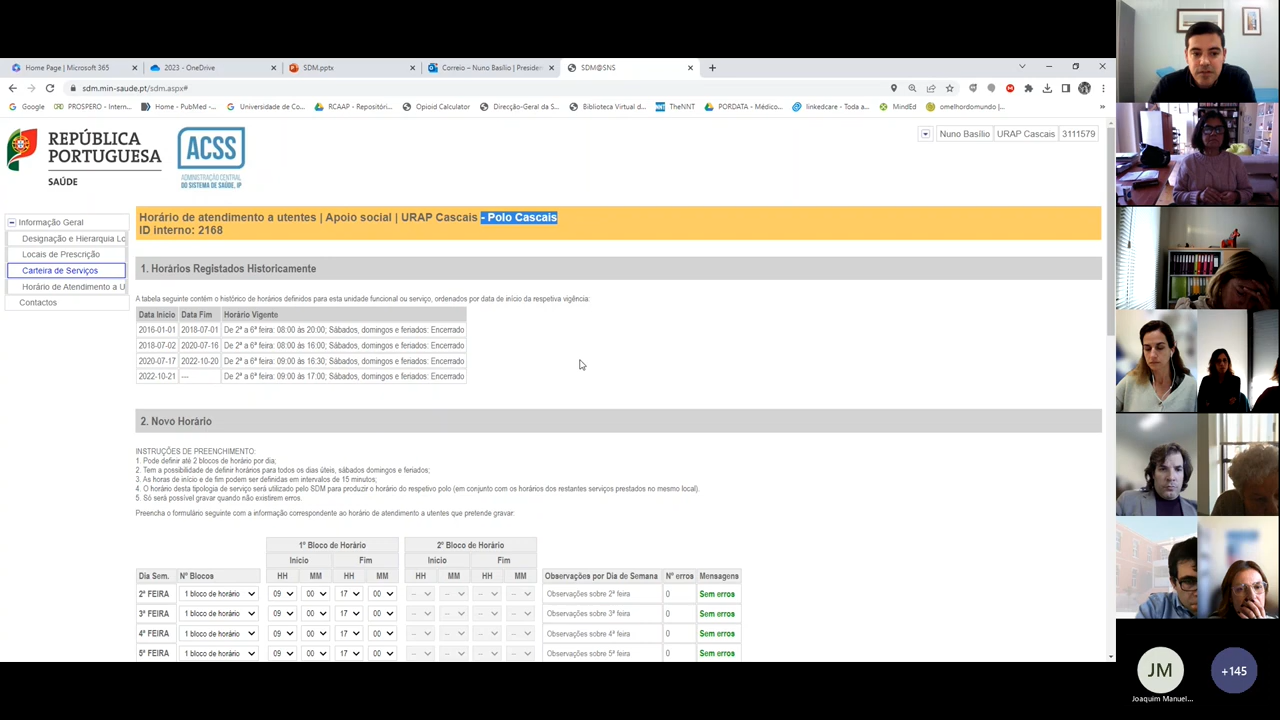 Home Page | Microsoft 365
2023 - OneDrive
SDM.pptx
Correio – Nuno Basílio | Presiden
SDM@SNS
sdm.min-saude.pt/sdm.aspx#
Google
PROSPERO - Intern...
Home - PubMed -...
Universidade de Co...
RCAAP - Repositóri...
Opioid Calculator
Direcção-Geral da S...
Biblioteca Virtual d...
TheNNT
PORDATA - Médico...
linkedcare - Toda a...
MindEd
omelhordomundo |...
REPÚBLICA
PORTUGUESA
SAÚDE
ACSS
ADMINISTRAÇÃO CENTRAL
DO SISTEMA DE SAÚDE, IP
Nuno Basílio
URAP Cascais
3111579
Informação Geral
Designação e Hierarquia Lo
Locais de Prescrição
Carteira de Serviços
Horário de Atendimento a U
Contactos
Horário de atendimento a utentes | Apoio social | URAP Cascais - Polo Cascais
ID interno: 2168
1. Horários Registados Historicamente
A tabela seguinte contém o histórico de horários definidos para esta unidade funcional ou serviço, ordenados por data de início da respetiva vigência:
Data Início Data Fim Horário Vigente
2016-01-01 2018-07-01 De 2ª a 6ª feira: 08:00 às 20:00; Sábados, domingos e feriados: Encerrado
2018-07-02 2020-07-16 De 2ª a 6ª feira: 08:00 às 16:00; Sábados, domingos e feriados: Encerrado
2020-07-17 2022-10-20 De 2ª a 6ª feira: 09:00 às 16:30; Sábados, domingos e feriados: Encerrado
2022-10-21 --- De 2ª a 6ª feira: 09:00 às 17:00; Sábados, domingos e feriados: Encerrado
2. Novo Horário
INSTRUÇÕES DE PREENCHIMENTO:
1. Pode definir até 2 blocos de horário por dia;
2. Tem a possibilidade de definir horários para todos os dias úteis, sábados domingos e feriados;
3. As horas de início e de fim podem ser definidas em intervalos de 15 minutos;
4. O horário desta tipologia de serviço será utilizado pelo SDM para produzir o horário do respetivo polo (em conjunto com os horários dos restantes serviços prestados no mesmo local).
5. Só será possível gravar quando não existirem erros.
Preencha o formulário seguinte com a informação correspondente ao horário de atendimento a utentes que pretende gravar:
1º Bloco de Horário 2º Bloco de Horário
Início Fim Início Fim
Dia Sem. Nº Blocos HH MM HH MM HH MM HH MM Observações por Dia de Semana Nº erros Mensagens
2ª FEIRA 1 bloco de horário 09 00 17 00 -- -- -- -- Observações sobre 2ª feira 0 Sem erros
3ª FEIRA 1 bloco de horário 09 00 17 00 -- -- -- -- Observações sobre 3ª feira 0 Sem erros
4ª FEIRA 1 bloco de horário 09 00 17 00 -- -- -- -- Observações sobre 4ª feira 0 Sem erros
5ª FEIRA 1 bloco de horário 09 00 17 00 -- -- -- -- Observações sobre 5ª feira 0 Sem erros
JM
Joaquim Manuel...
+145